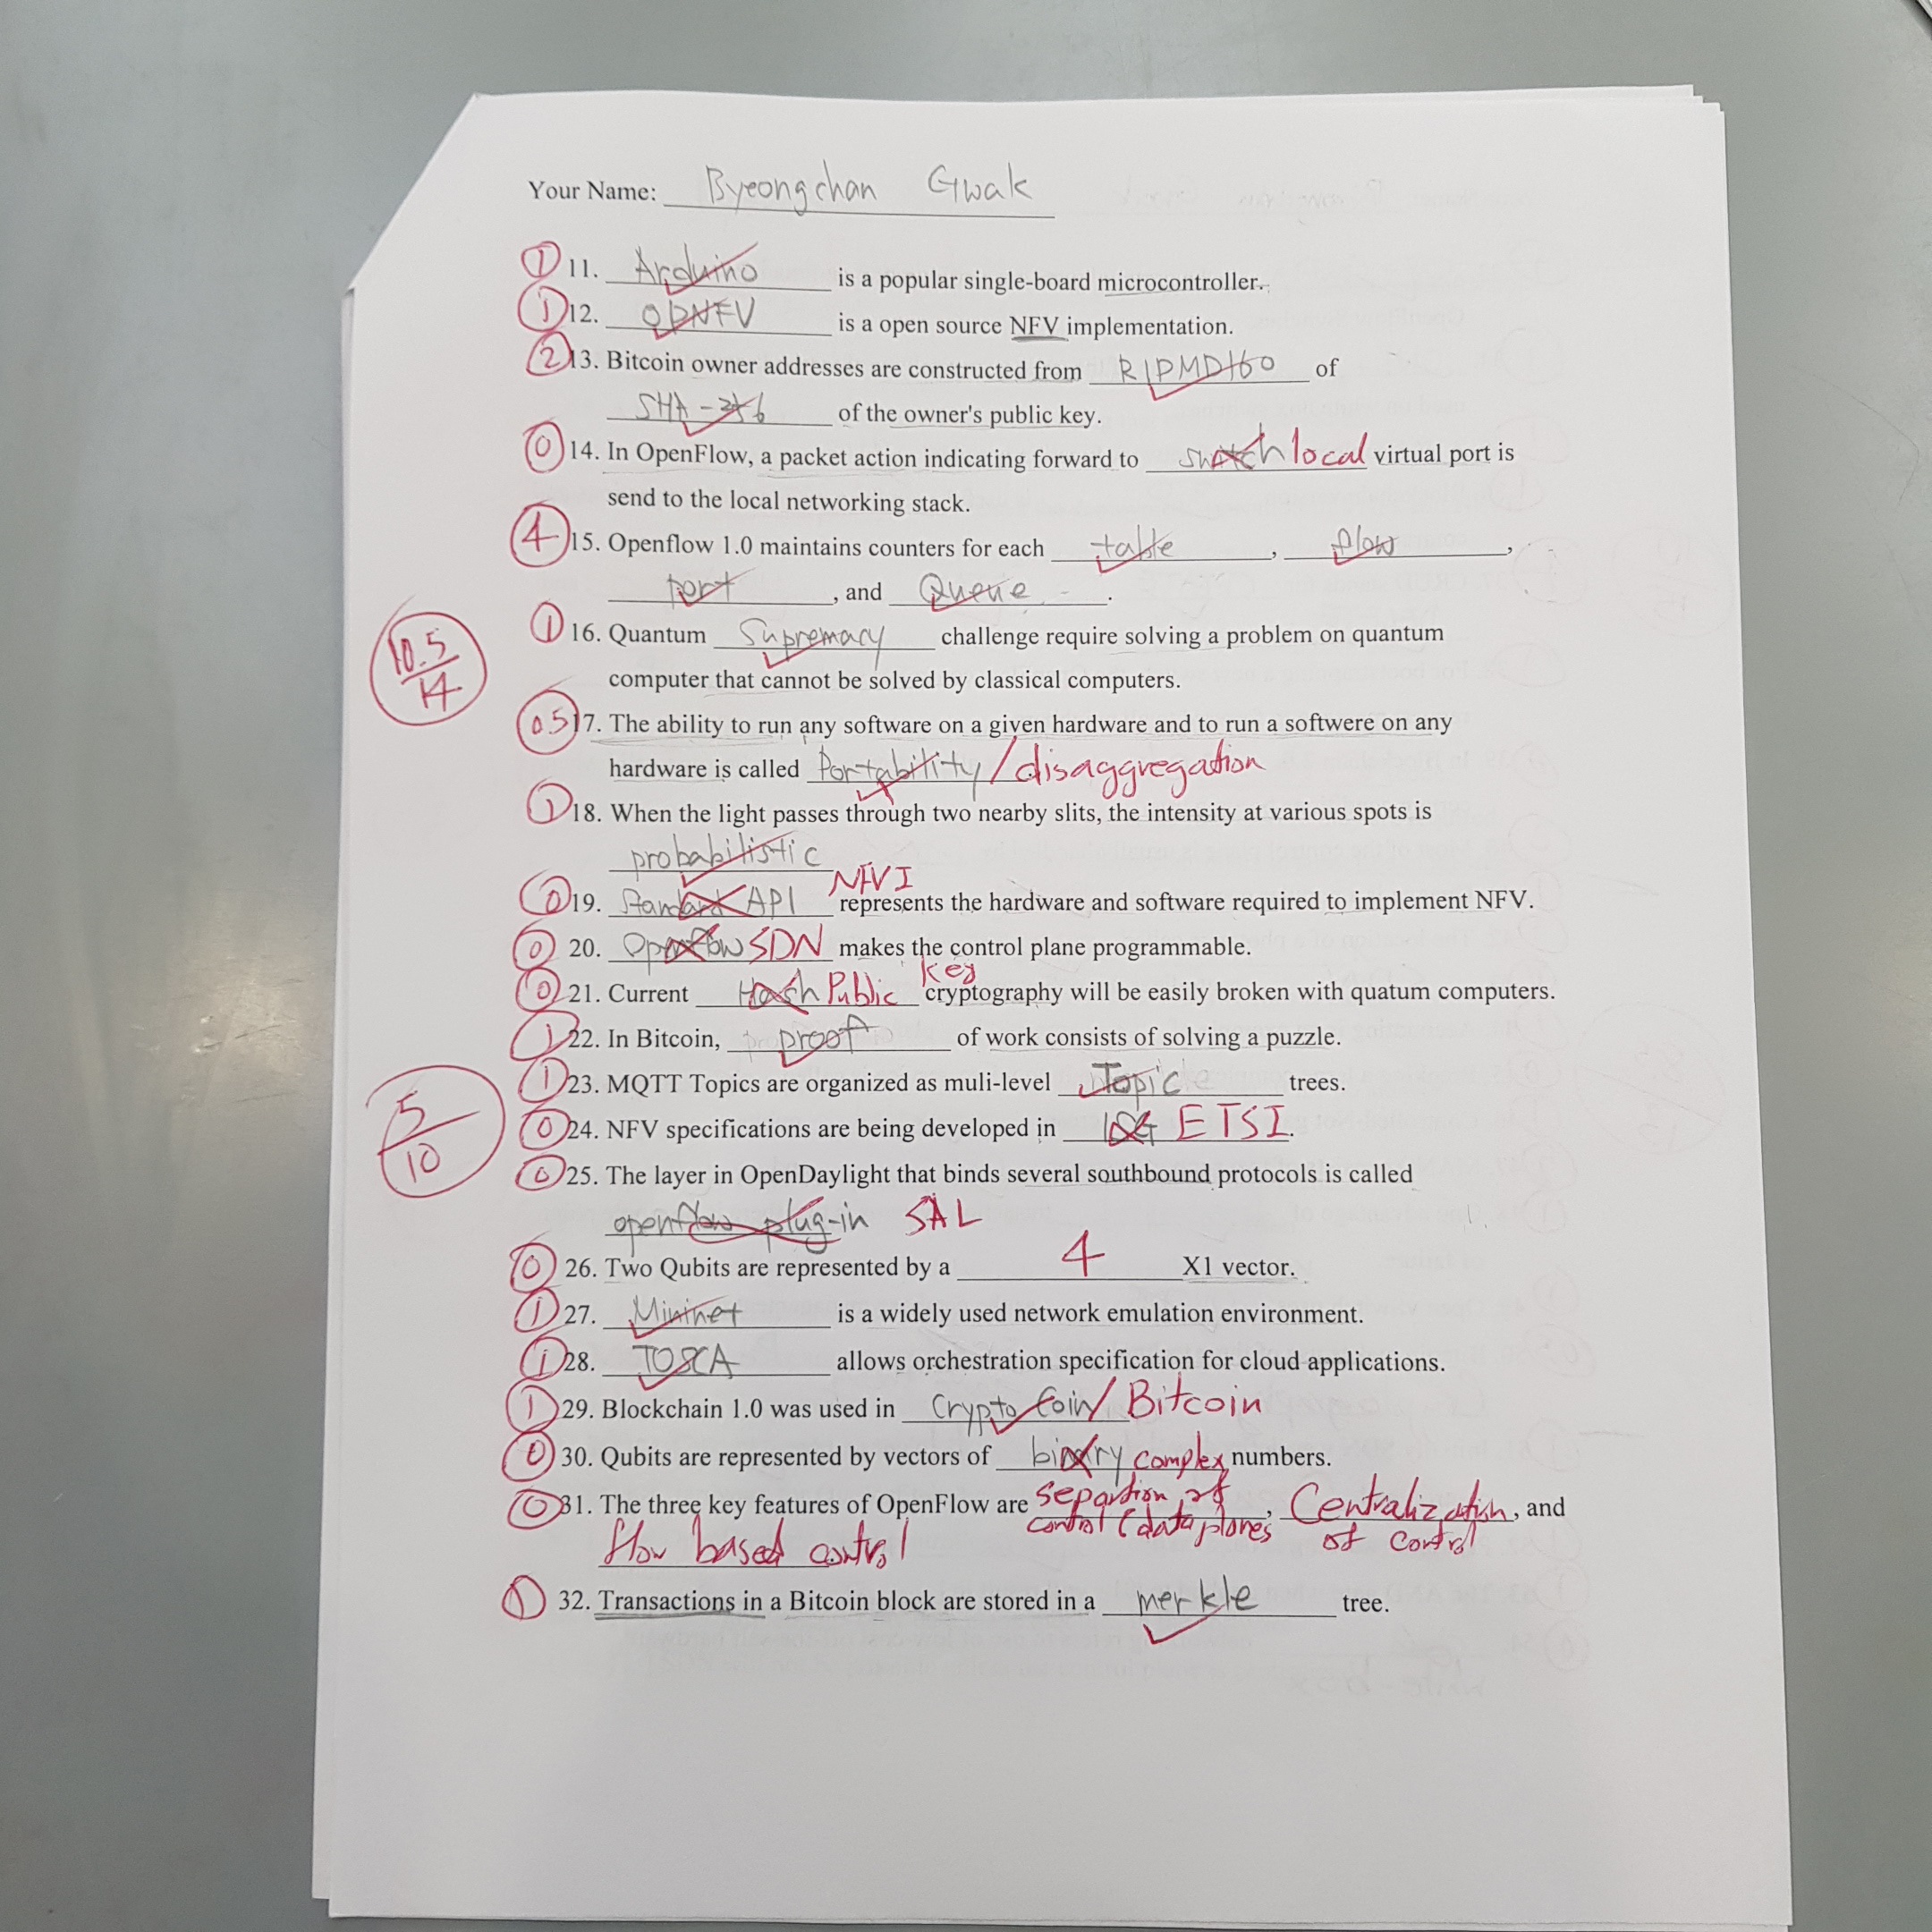 Your Name: Byeongchan Gwak
1 11. Arduino is a popular single-board microcontroller.
1 12. OPNFV is a open source NFV implementation.
2 13. Bitcoin owner addresses are constructed from RIPMD160 of
SHA-256 of the owner's public key.
0 14. In OpenFlow, a packet action indicating forward to switch local virtual port is
send to the local networking stack.
4 15. Openflow 1.0 maintains counters for each table, flow,
port, and Queue.
1 16. Quantum Supremacy challenge require solving a problem on quantum
10.5/14
computer that cannot be solved by classical computers.
0.5 17. The ability to run any software on a given hardware and to run a softwere on any
hardware is called Portability/disaggregation
1 18. When the light passes through two nearby slits, the intensity at various spots is
probabilistic
0 19. Standard API NFVI represents the hardware and software required to implement NFV.
0 20. Openflow SDN makes the control plane programmable.
0 21. Current Hash Public key cryptography will be easily broken with quatum computers.
1 22. In Bitcoin, proof of work consists of solving a puzzle.
1 23. MQTT Topics are organized as muli-level Topic trees.
5/10
0 24. NFV specifications are being developed in ETSI.
0 25. The layer in OpenDaylight that binds several southbound protocols is called
openflow plug-in SAL
0 26. Two Qubits are represented by a 4 X1 vector.
1 27. Mininet is a widely used network emulation environment.
1 28. TOSCA allows orchestration specification for cloud applications.
1 29. Blockchain 1.0 was used in Crypto Coin/Bitcoin
0 30. Qubits are represented by vectors of binary complex numbers.
0 31. The three key features of OpenFlow are separtion of control (data planes, Centralization of control, and
flow based control
1 32. Transactions in a Bitcoin block are stored in a merkle tree.